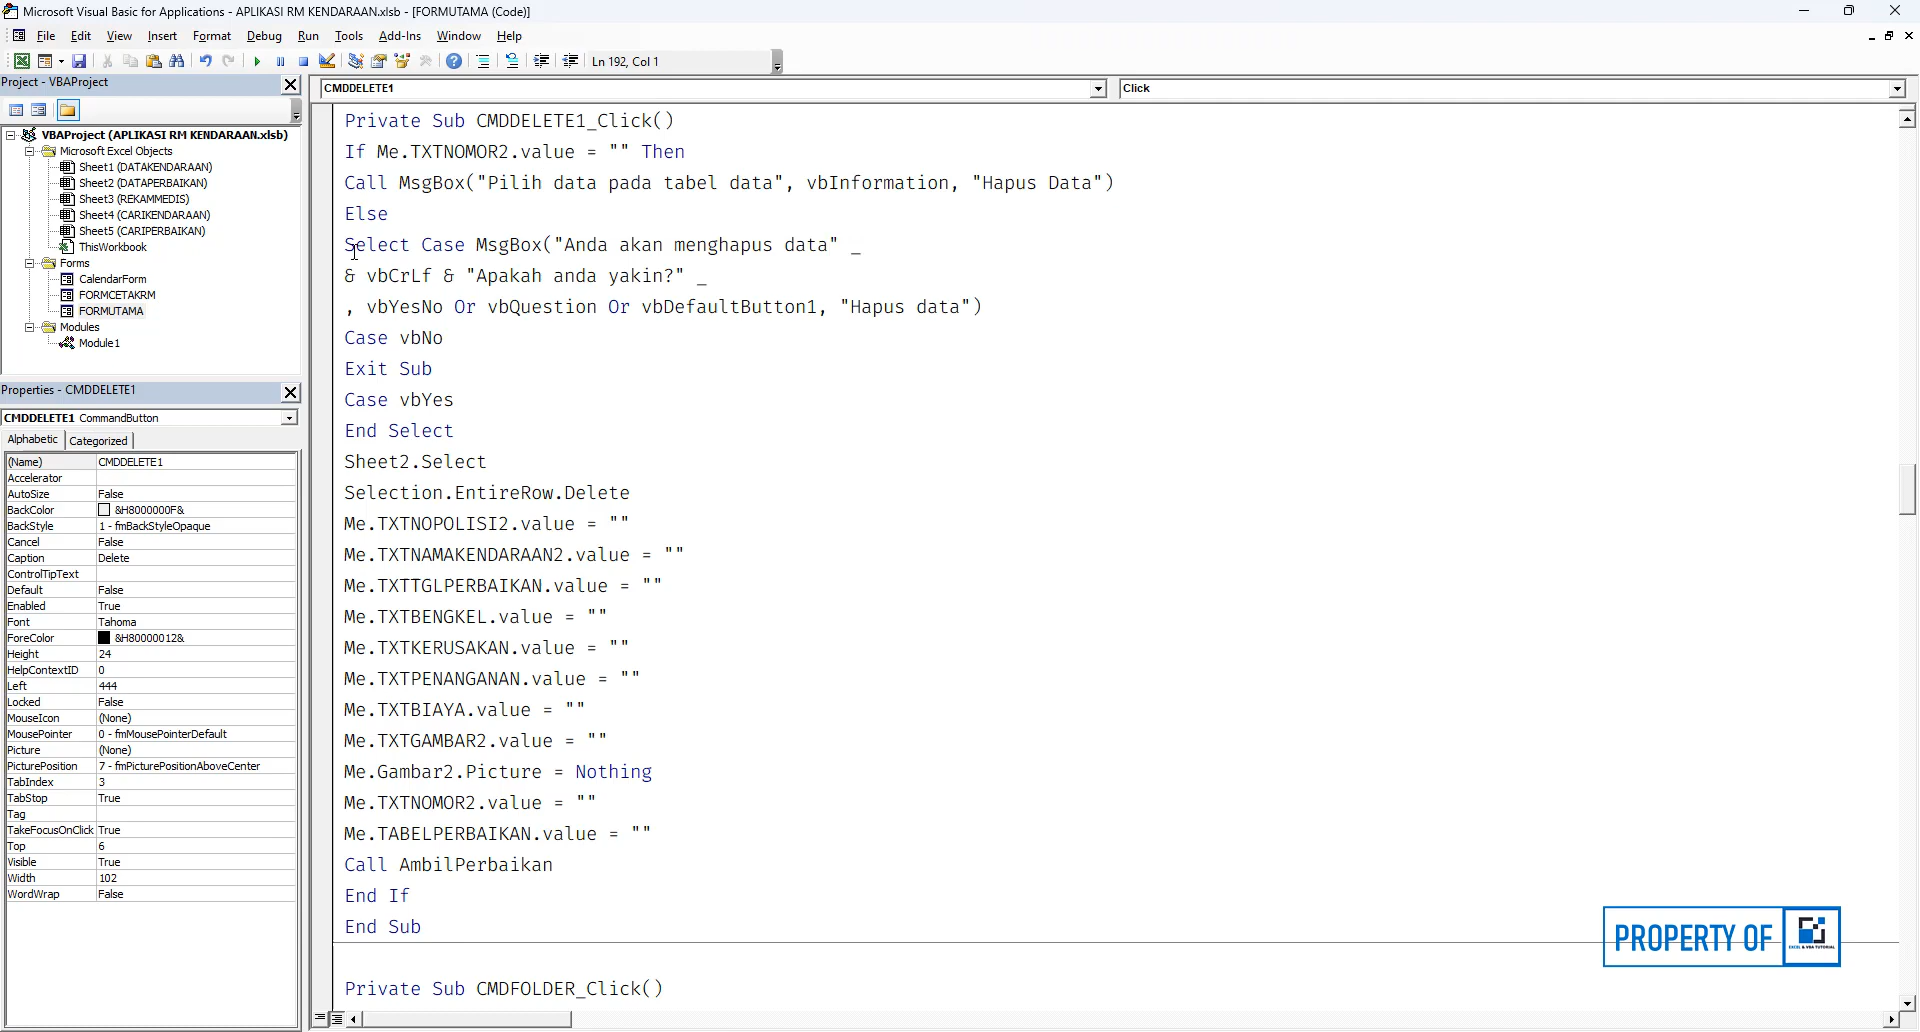 Microsoft Visual Basic for Applications - APLIKASI RM KENDARAAN.xlsb - [FORMUTAMA (Code)]
File Edit View Insert Format Debug Run Tools Add-Ins Window Help
Ln 192, Col 1
Project - VBAProject
VBAProject (APLIKASI RM KENDARAAN.xlsb)
Microsoft Excel Objects
Sheet1 (DATAKENDARAAN)
Sheet2 (DATAPERBAIKAN)
Sheet3 (REKAMMEDIS)
Sheet4 (CARIKENDARAAN)
Sheet5 (CARIPERBAIKAN)
ThisWorkbook
Forms
CalendarForm
FORMCETAKRM
FORMUTAMA
Modules
Module1
Properties - CMDDELETE1
CMDDELETE1 CommandButton
Alphabetic Categorized
(Name) CMDDELETE1
Accelerator
AutoSize False
BackColor &H8000000F&
BackStyle 1 - fmBackStyleOpaque
Cancel False
Caption Delete
ControlTipText
Default False
Enabled True
Font Tahoma
ForeColor &H80000012&
Height 24
HelpContextID 0
Left 444
Locked False
MouseIcon (None)
MousePointer 0 - fmMousePointerDefault
Picture (None)
PicturePosition 7 - fmPicturePositionAboveCenter
TabIndex 3
TabStop True
Tag
TakeFocusOnClick True
Top 6
Visible True
Width 102
WordWrap False
CMDDELETE1 Click
Private Sub CMDDELETE1_Click()
If Me.TXTNOMOR2.value = "" Then
Call MsgBox("Pilih data pada tabel data", vbInformation, "Hapus Data")
Else
Select Case MsgBox("Anda akan menghapus data" _
& vbCrLf & "Apakah anda yakin?" _
, vbYesNo Or vbQuestion Or vbDefaultButton1, "Hapus data")
Case vbNo
Exit Sub
Case vbYes
End Select
Sheet2.Select
Selection.EntireRow.Delete
Me.TXTNOPOLISI2.value = ""
Me.TXTNAMAKENDARAAN2.value = ""
Me.TXTTGLPERBAIKAN.value = ""
Me.TXTBENGKEL.value = ""
Me.TXTKERUSAKAN.value = ""
Me.TXTPENANGANAN.value = ""
Me.TXTBIAYA.value = ""
Me.TXTGAMBAR2.value = ""
Me.Gambar2.Picture = Nothing
Me.TXTNOMOR2.value = ""
Me.TABELPERBAIKAN.value = ""
Call AmbilPerbaikan
End If
End Sub
Private Sub CMDFOLDER_Click()
PROPERTY OF
EXCEL & VBA TUTORIAL